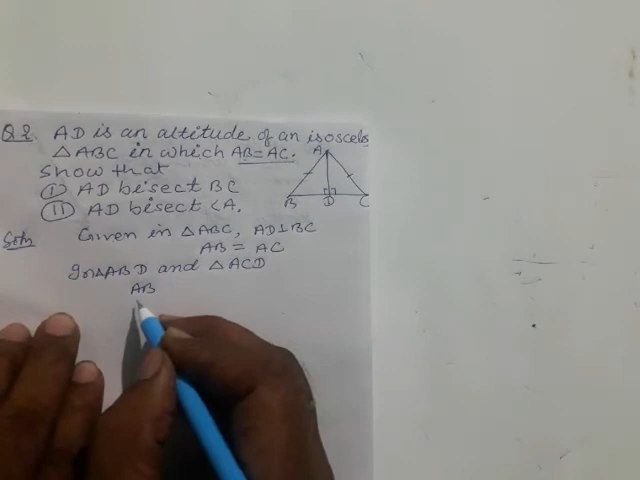 Q2. AD is an altitude of an isosceles
△ABC in which AB=AC.
show that
(I) AD bisect BC
(II) AD bisect <A.
A
B D C
Soln Given in △ABC, AD⊥BC
AB = AC
In△ABD and △ACD
AB